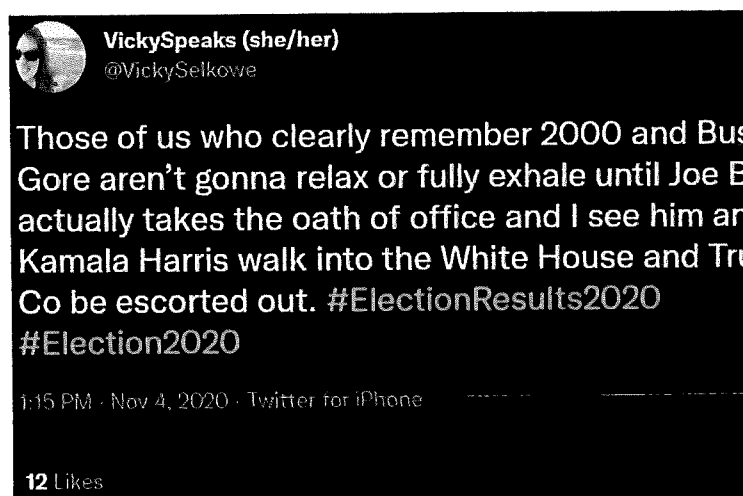 VickySpeaks (she/her)
@VickySelkowe
Those of us who clearly remember 2000 and Bus
Gore aren't gonna relax or fully exhale until Joe B
actually takes the oath of office and I see him an
Kamala Harris walk into the White House and Tru
Co be escorted out. #ElectionResults2020
#Election2020
1:15 PM · Nov 4, 2020 · Twitter for iPhone
12 Likes